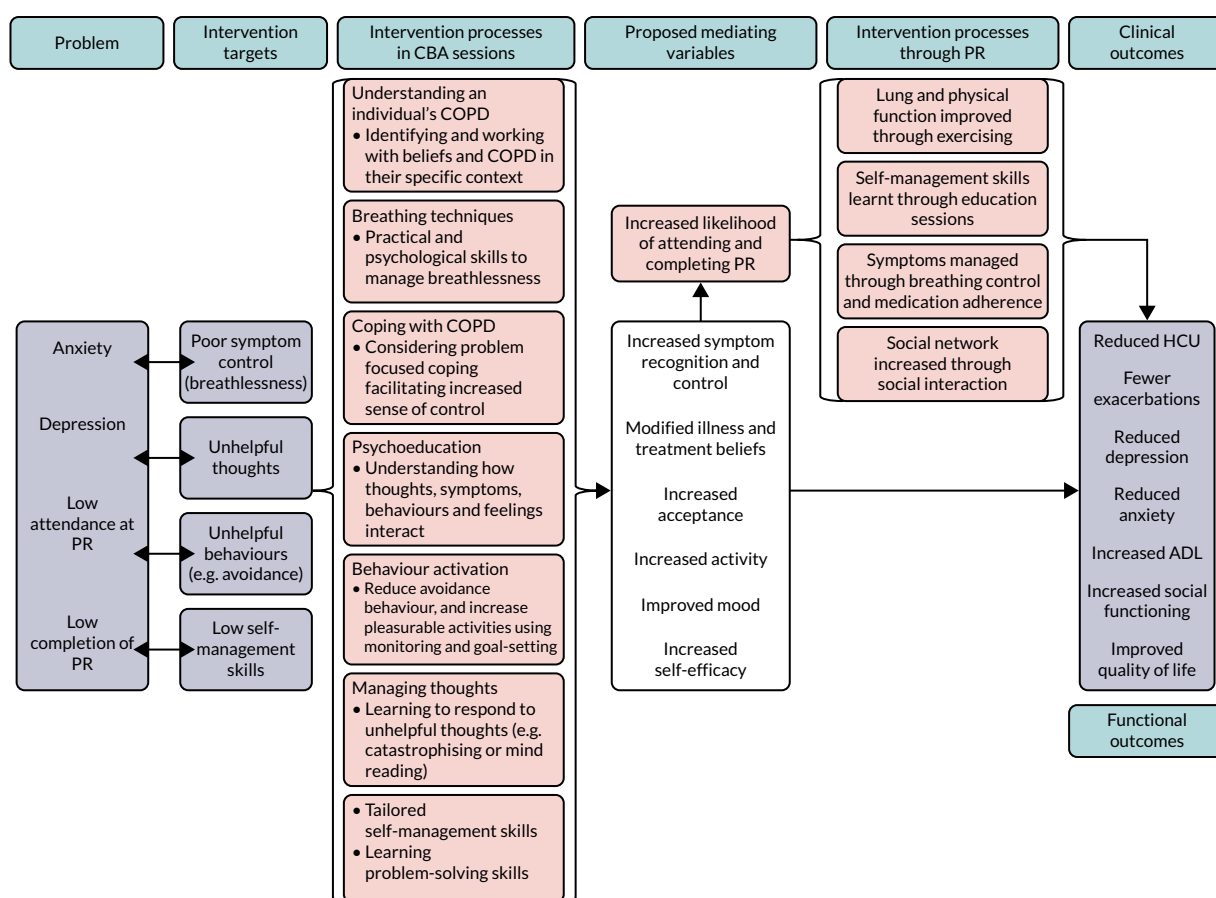 Problem
Intervention
targets
Intervention processes
in CBA sessions
Proposed mediating
variables
Intervention processes
through PR
Clinical
outcomes
Anxiety
Depression
Low
attendance at
PR
Low
completion of
PR
Poor symptom
control
(breathlessness)
Unhelpful
thoughts
Unhelpful
behaviours
(e.g. avoidance)
Low self-
management
skills
Understanding an
individual’s COPD
• Identifying and working
with beliefs and COPD in
their specific context
Breathing techniques
• Practical and
psychological skills to
manage breathlessness
Coping with COPD
• Considering problem
focused coping
facilitating increased
sense of control
Psychoeducation
• Understanding how
thoughts, symptoms,
behaviours and feelings
interact
Behaviour activation
• Reduce avoidance
behaviour, and increase
pleasurable activities using
monitoring and goal-setting
Managing thoughts
• Learning to respond to
unhelpful thoughts (e.g.
catastrophising or mind
reading)
• Tailored
self-management skills
• Learning
problem-solving skills
Increased likelihood
of attending and
completing PR
Increased symptom
recognition and
control
Modified illness and
treatment beliefs
Increased
acceptance
Increased activity
Improved mood
Increased
self-efficacy
Lung and physical
function improved
through exercising
Self-management skills
learnt through education
sessions
Symptoms managed
through breathing control
and medication adherence
Social network
increased through
social interaction
Reduced HCU
Fewer
exacerbations
Reduced
depression
Reduced
anxiety
Increased ADL
Increased social
functioning
Improved
quality of life
Functional
outcomes